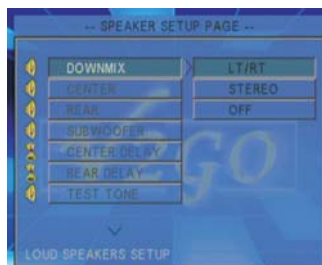 -- SPEAKER SETUP PAGE --
DOWNMIX LT/RT
CENTER STEREO
REAR OFF
SUBWOOFER
CENTER DELAY
REAR DELAY
TEST TONE
LOUD SPEAKERS SETUP